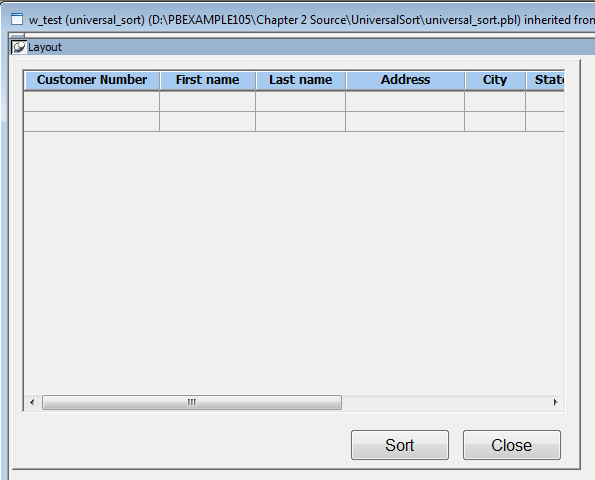 w_test (universal_sort) (D:\PBEXAMPLE105\Chapter 2 Source\UniversalSort\universal_sort.pbl) inherited from
Layout
Customer Number First name Last name Address City State
Sort Close